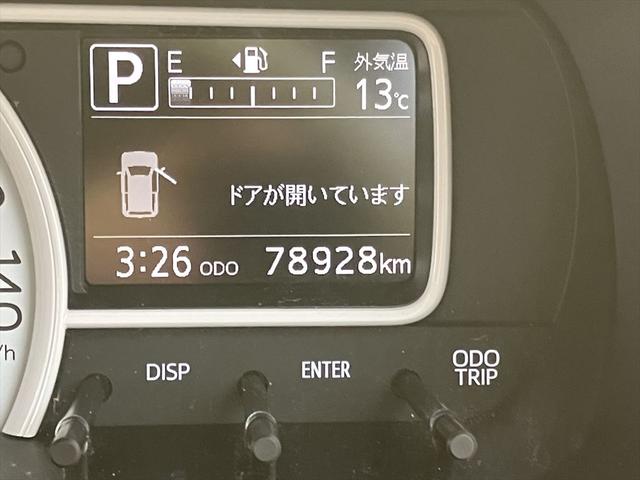 P E F 外気温
13℃
ドアが開いています
3:26 ODO 78928km
140
/h
DISP ENTER ODO
TRIP